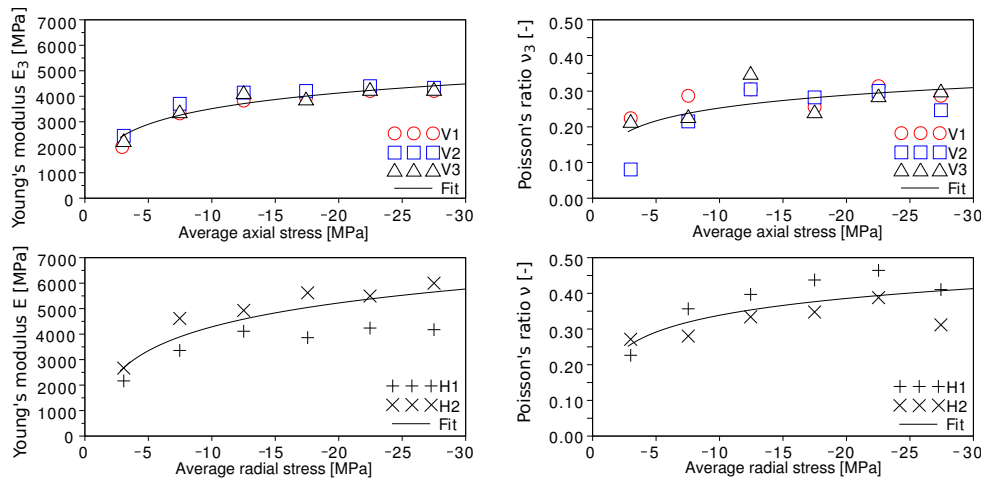 Young's modulus E3 [MPa]
7000
6000
5000
4000
3000
2000
1000
0
V1
V2
V3
Fit
0 -5 -10 -15 -20 -25 -30
Average axial stress [MPa]
Poisson's ratio ν3 [-]
0.50
0.40
0.30
0.20
0.10
0.00
V1
V2
V3
Fit
0 -5 -10 -15 -20 -25 -30
Average axial stress [MPa]
Young's modulus E [MPa]
7000
6000
5000
4000
3000
2000
1000
0
H1
H2
Fit
0 -5 -10 -15 -20 -25 -30
Average radial stress [MPa]
Poisson's ratio ν [-]
0.50
0.40
0.30
0.20
0.10
0.00
H1
H2
Fit
0 -5 -10 -15 -20 -25 -30
Average radial stress [MPa]